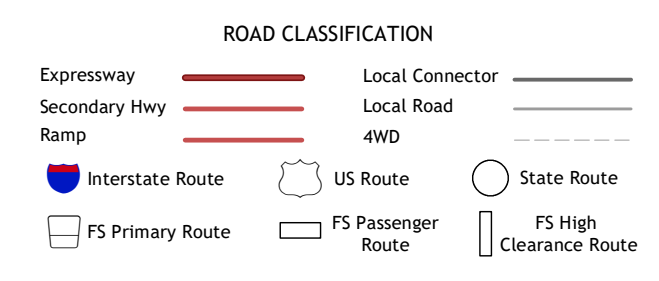 ROAD CLASSIFICATION
Expressway
Local Connector
Secondary Hwy
Local Road
Ramp
4WD
Interstate Route
US Route
State Route
FS Primary Route
FS Passenger
Route
FS High
Clearance Route